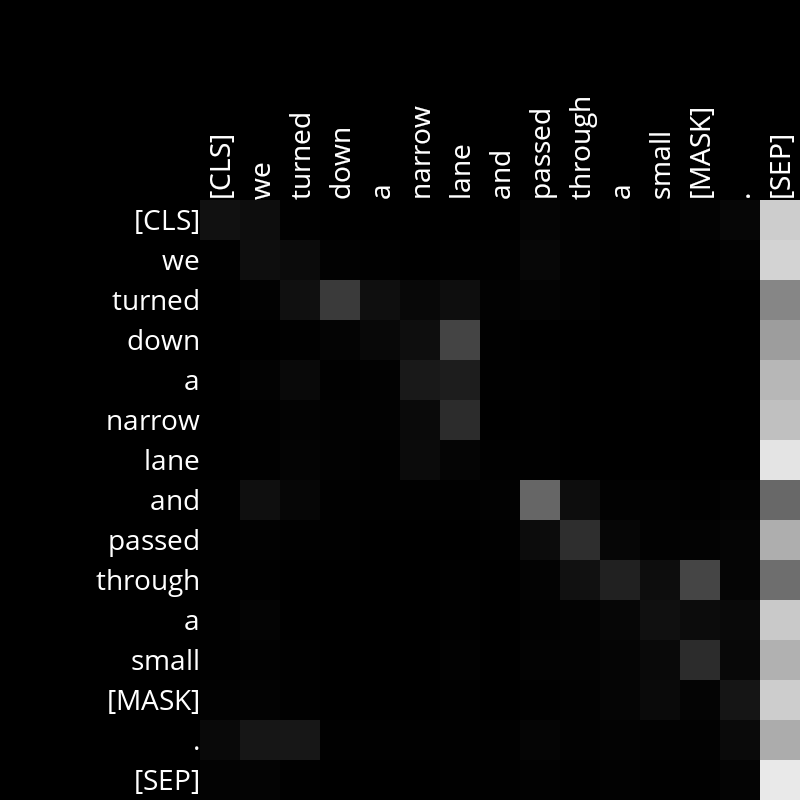 [CLS] we turned down a narrow lane and passed through a small [MASK] . [SEP]
[CLS]
we
turned
down
a
narrow
lane
and
passed
through
a
small
[MASK]
.
[SEP]